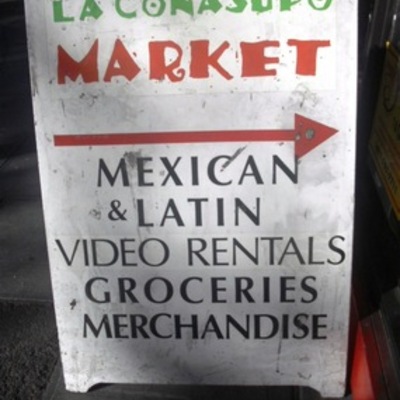 LA CONASUPO
MARKET
MEXICAN
& LATIN
VIDEO RENTALS
GROCERIES
MERCHANDISE